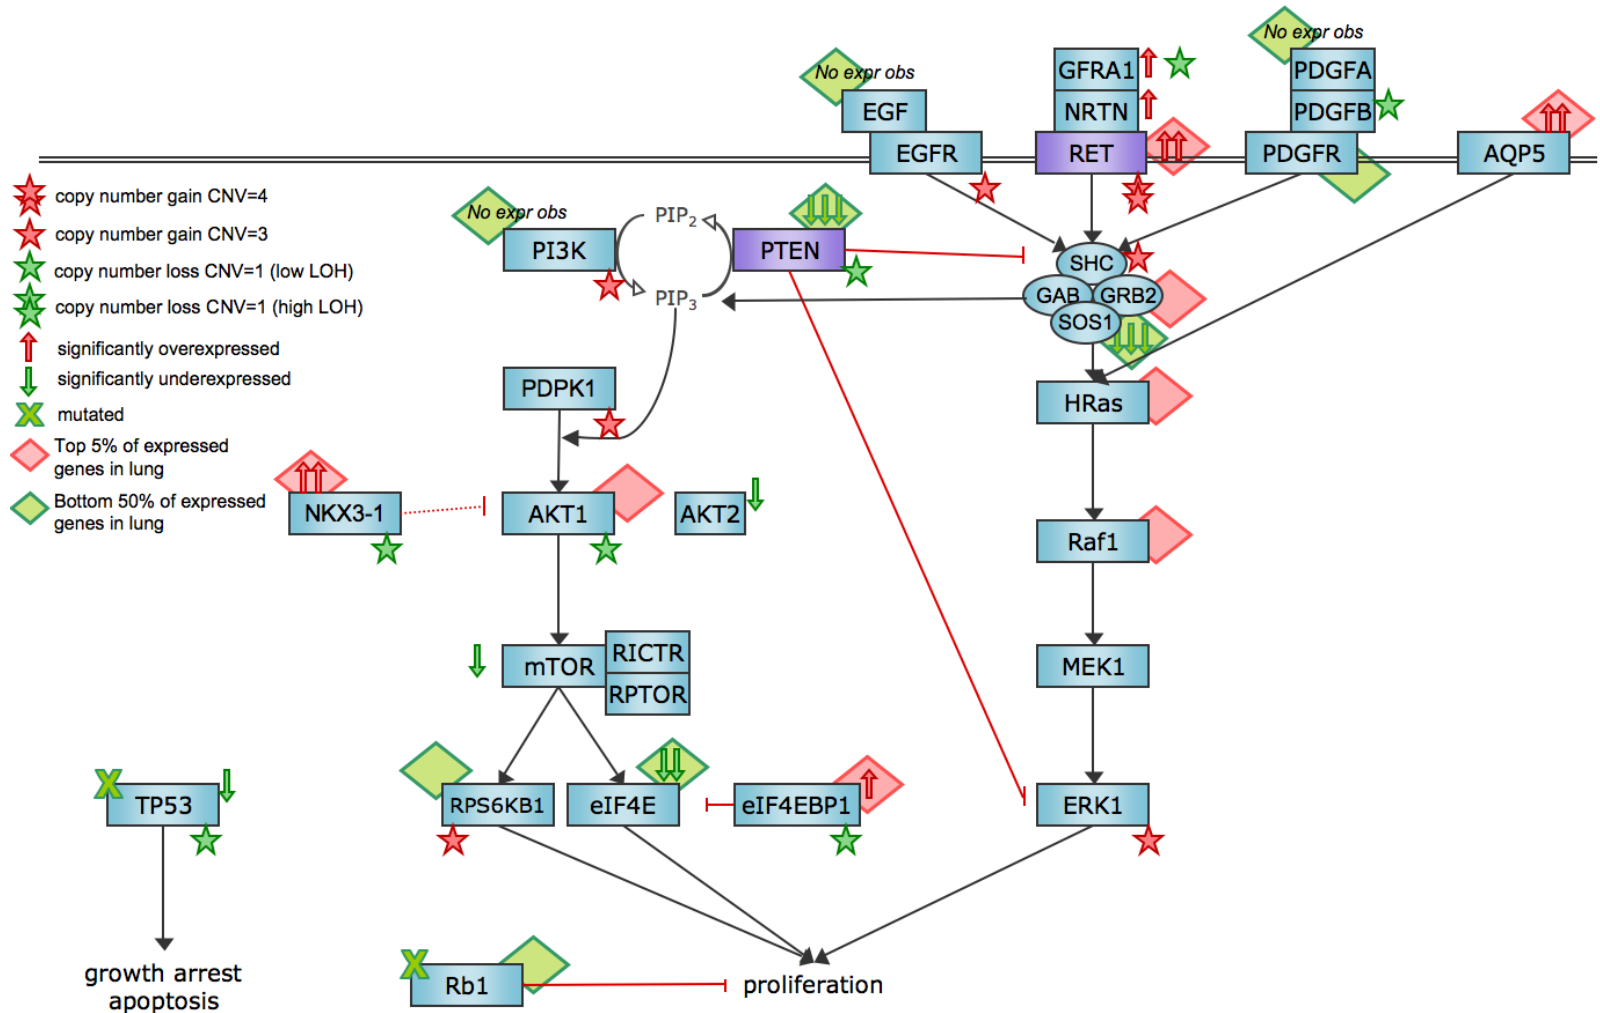 No expr obs
No expr obs
GFRA1
PDGFA
EGF
NRTN
PDGFB
EGFR
RET
PDGFR
AQP5
copy number gain CNV=4
copy number gain CNV=3
copy number loss CNV=1 (low LOH)
copy number loss CNV=1 (high LOH)
significantly overexpressed
significantly underexpressed
X mutated
Top 5% of expressed
genes in lung
Bottom 50% of expressed
genes in lung
No expr obs
PI3K
PIP2
PIP3
PTEN
SHC
GAB
GRB2
SOS1
PDPK1
HRas
NKX3-1
AKT1
AKT2
Raf1
mTOR
RICTR
RPTOR
MEK1
X
TP53
RPS6KB1
eIF4E
eIF4EBP1
ERK1
growth arrest
apoptosis
X
Rb1
proliferation